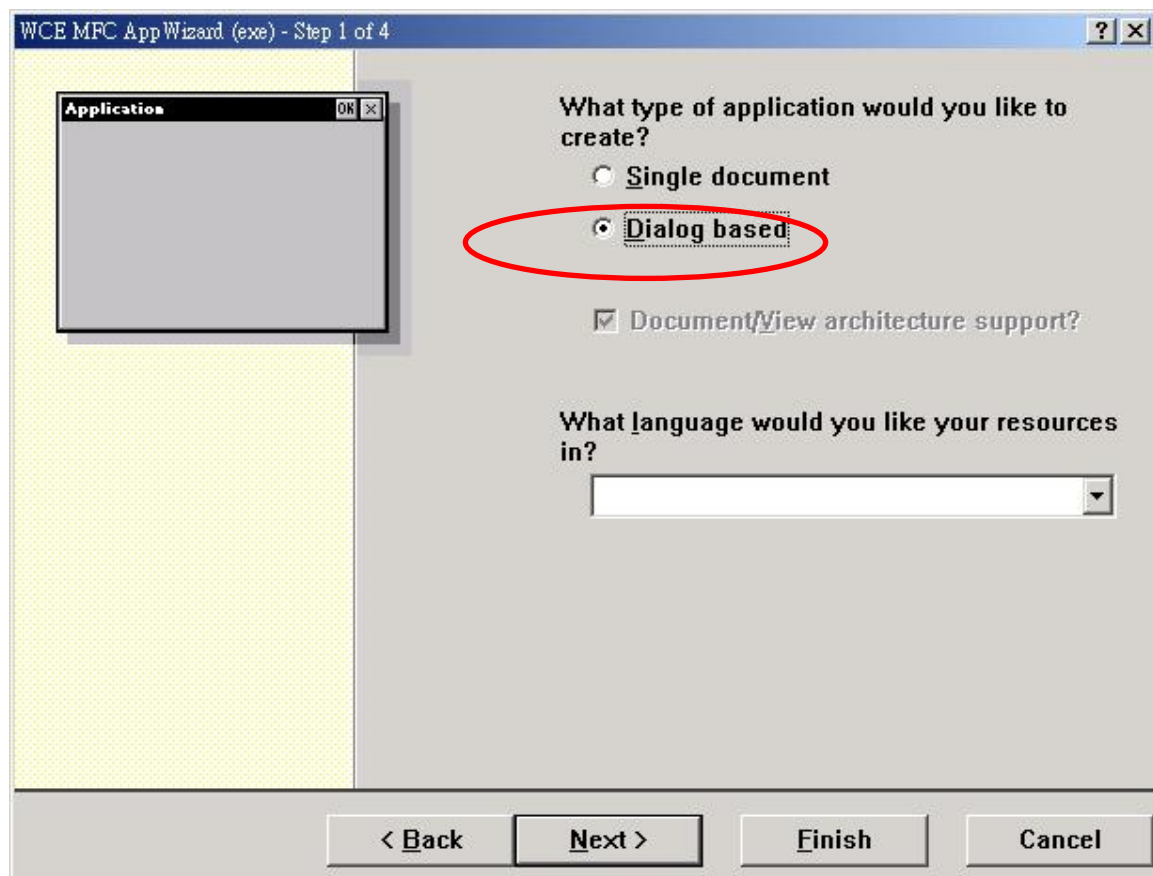 WCE MFC AppWizard (exe) - Step 1 of 4
Application
OK
What type of application would you like to
create?
Single document
Dialog based
Document/View architecture support?
What language would you like your resources
in?
< Back
Next >
Finish
Cancel